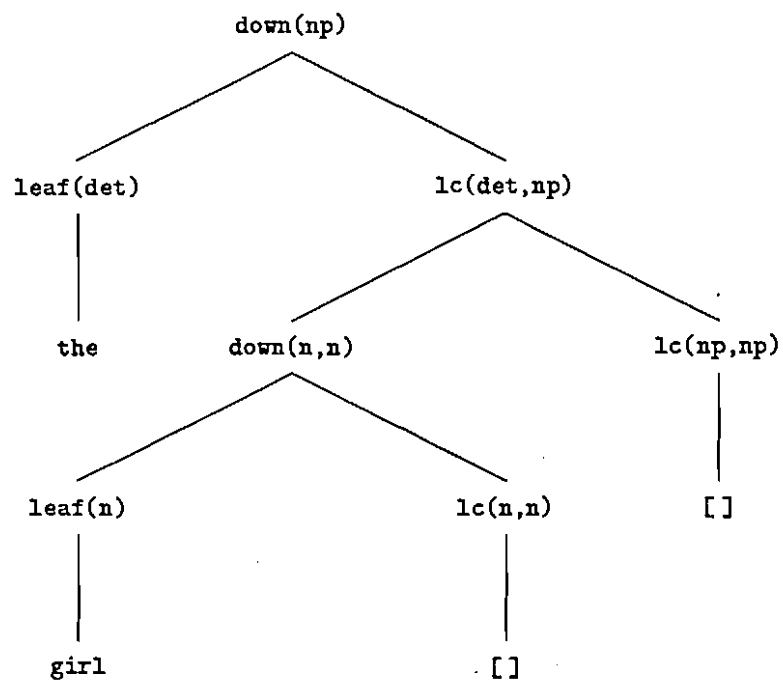 down(np)
leaf(det) lc(det,np)
the down(n,n) lc(np,np)
leaf(n) lc(n,n) []
girl []